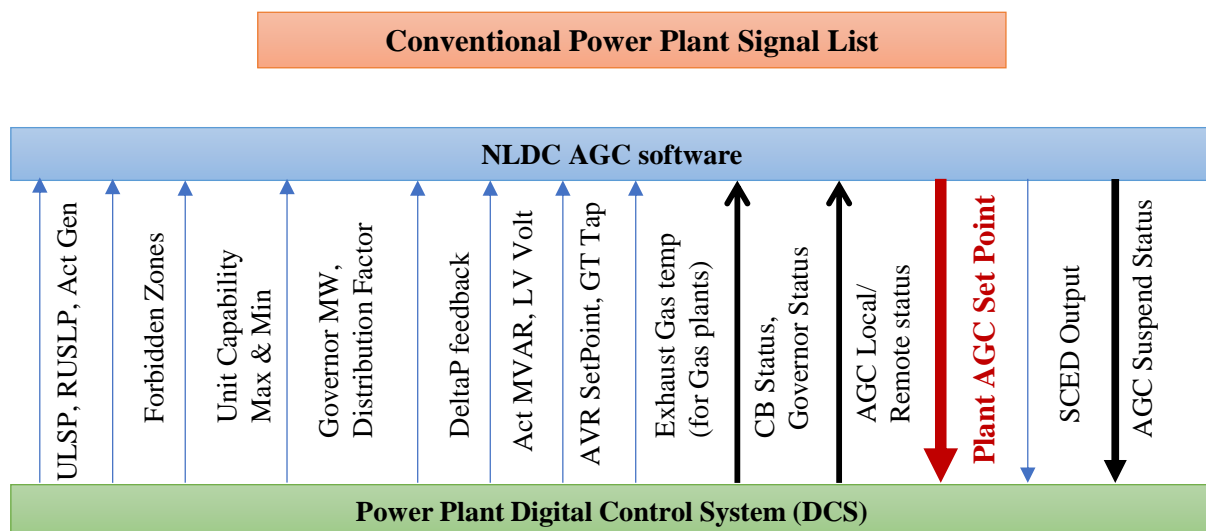 Conventional Power Plant Signal List
NLDC AGC software
ULSP, RUSLP, Act Gen
Forbidden Zones
Unit Capability
Max & Min
Governor MW,
Distribution Factor
DeltaP feedback
Act MVAR, LV Volt
AVR SetPoint, GT Tap
Exhaust Gas temp
(for Gas plants)
CB Status,
Governor Status
AGC Local/
Remote status
Plant AGC Set Point
SCED Output
AGC Suspend Status
Power Plant Digital Control System (DCS)